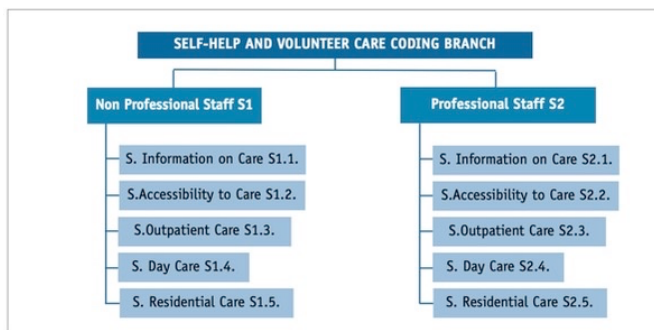 SELF-HELP AND VOLUNTEER CARE CODING BRANCH
Non Professional Staff S1
S. Information on Care S1.1.
S.Accessibility to Care S1.2.
S.Outpatient Care S1.3.
S. Day Care S1.4.
S. Residential Care S1.5.
Professional Staff S2
S. Information on Care S2.1.
S.Accessibility to Care S2.2.
S.Outpatient Care S2.3.
S. Day Care S2.4.
S. Residential Care S2.5.